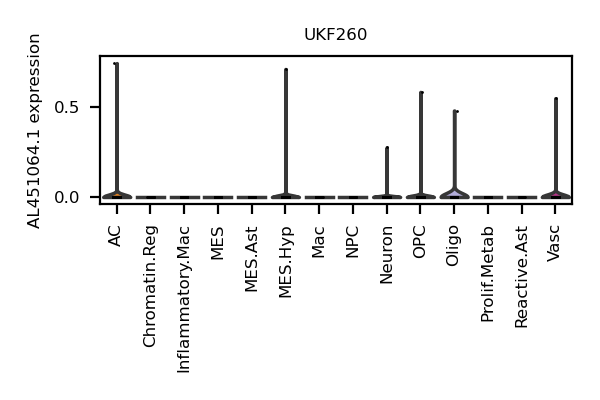 UKF260
AL451064.1 expression
0.5
0.0
AC
Chromatin.Reg
Inflammatory.Mac
MES
MES.Ast
MES.Hyp
Mac
NPC
Neuron
OPC
Oligo
Prolif.Metab
Reactive.Ast
Vasc